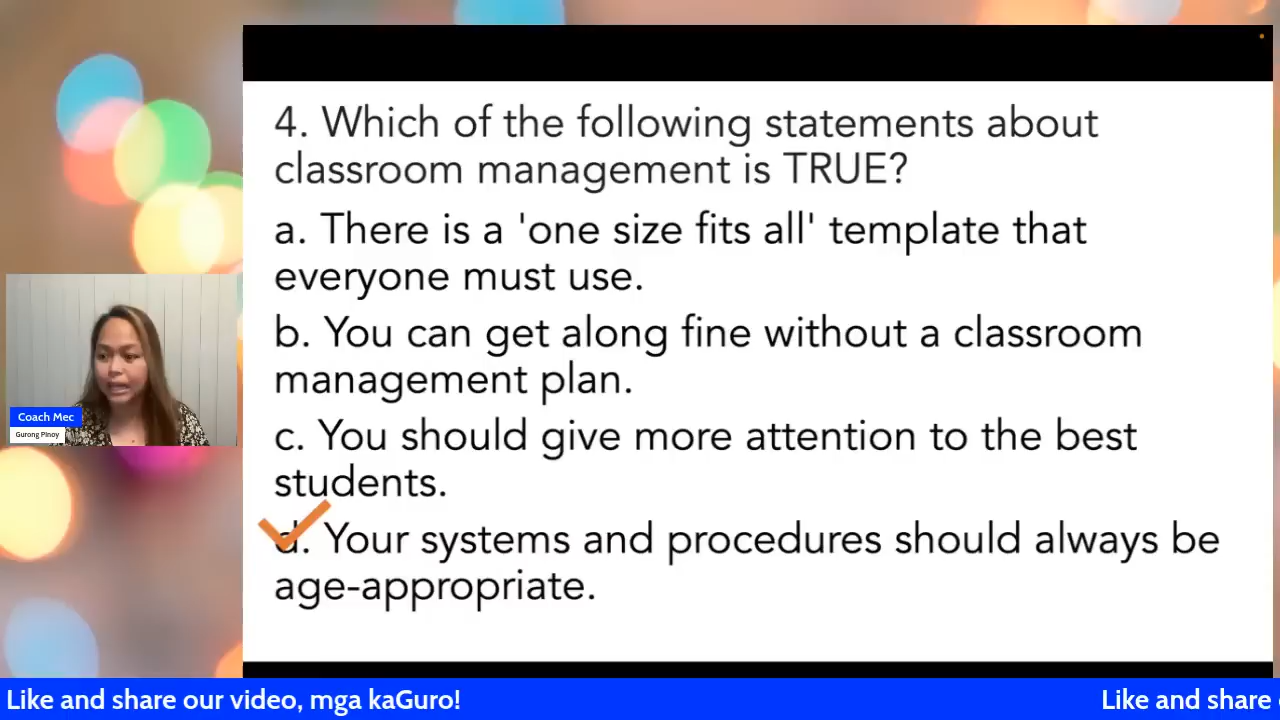 4. Which of the following statements about
classroom management is TRUE?
a. There is a 'one size fits all' template that
everyone must use.
b. You can get along fine without a classroom
management plan.
c. You should give more attention to the best
students.
d. Your systems and procedures should always be
age-appropriate.
Coach Mec
Gurong Pinoy
Like and share our video, mga kaGuro!
Like and share